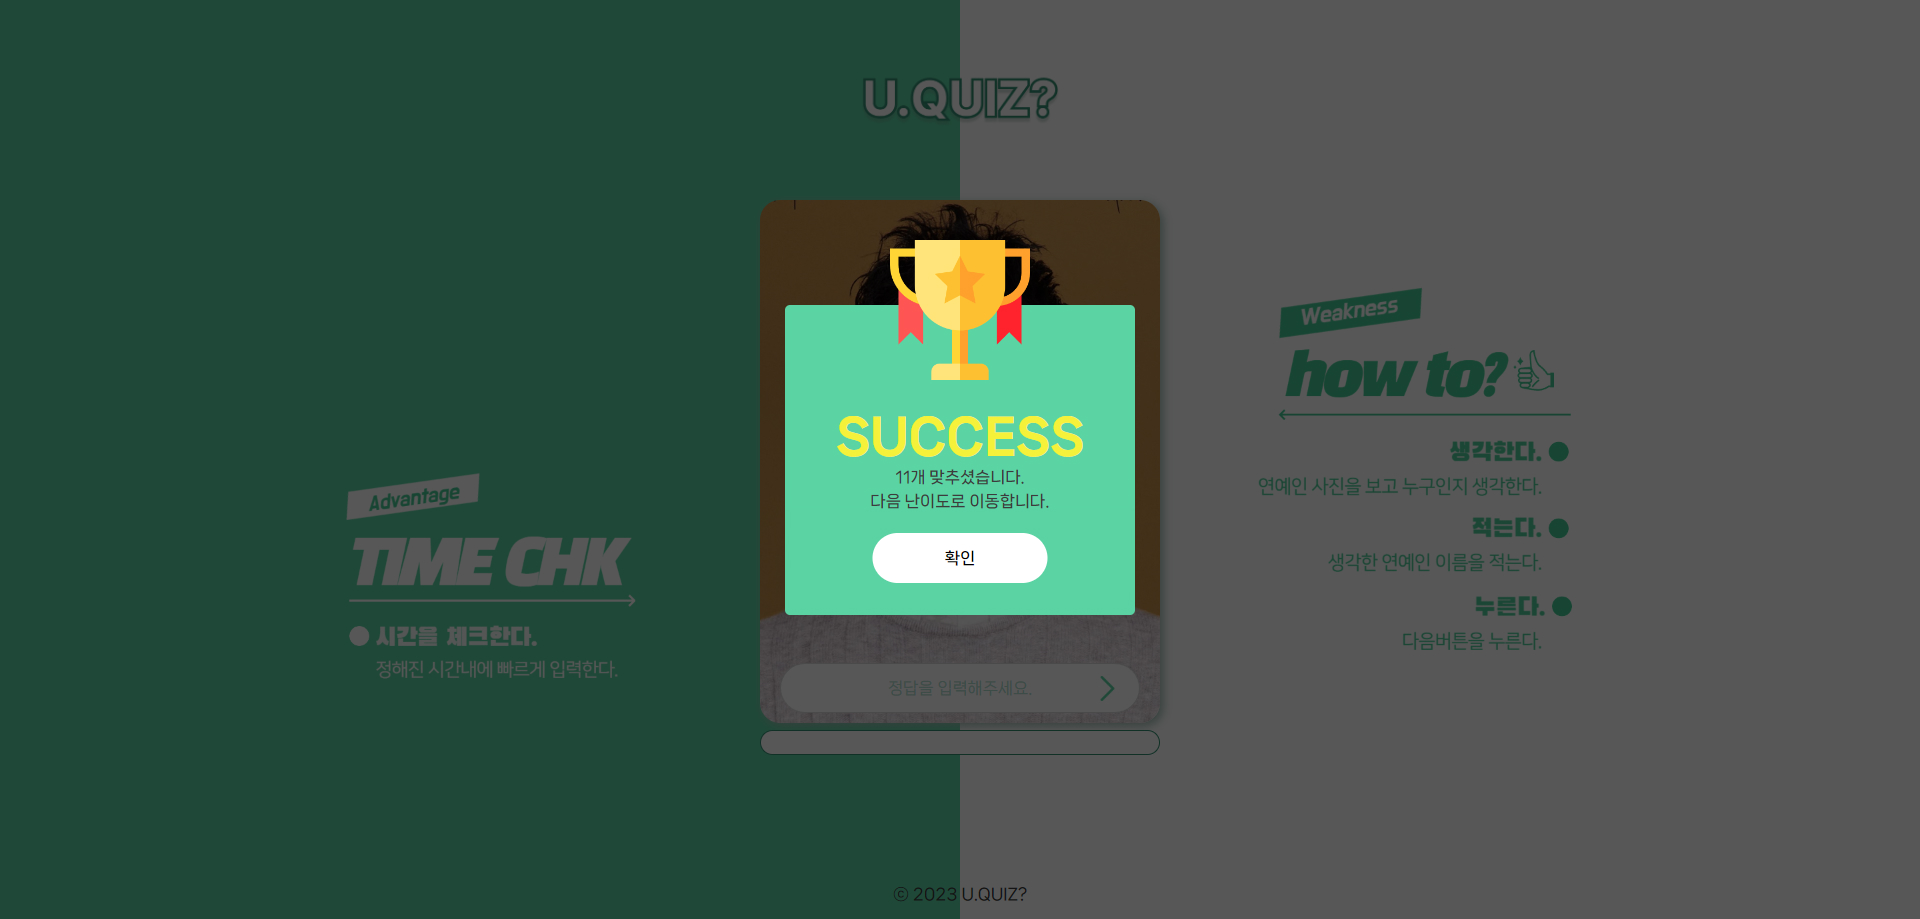 U.QUIZ?
Advantage
TIME CHK
시간을 체크한다.
정해진 시간내에 빠르게 입력한다.
SUCCESS
11개 맞추셨습니다.
다음 난이도로 이동합니다.
확인
정답을 입력해주세요.
Weakness
how to?
생각한다.
연예인 사진을 보고 누구인지 생각한다.
적는다.
생각한 연예인 이름을 적는다.
누른다.
다음버튼을 누른다.
© 2023 U.QUIZ?